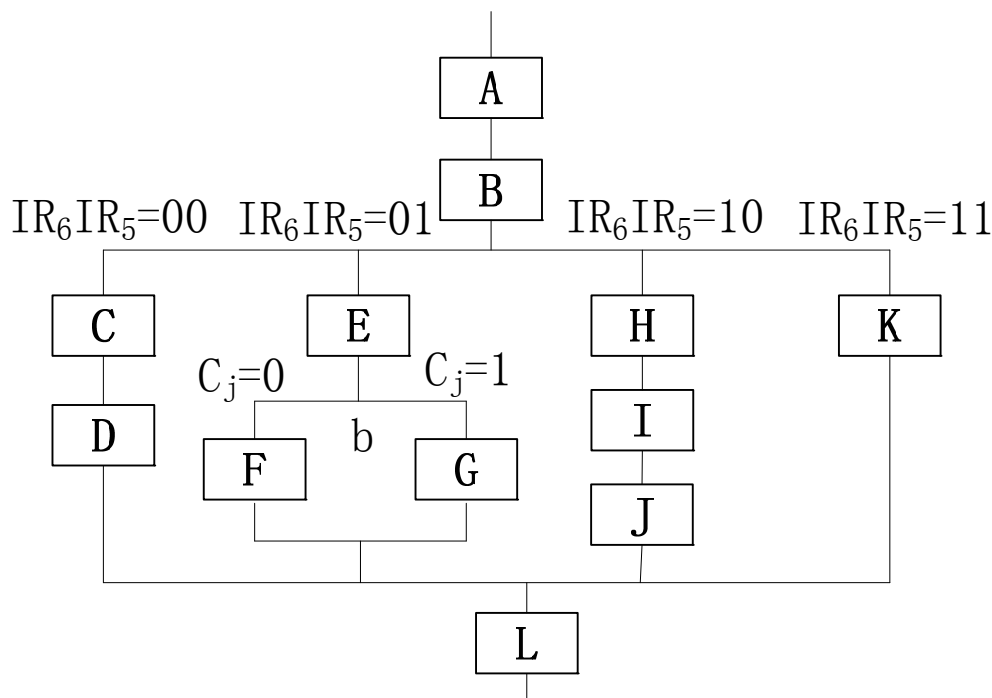 A
B
IR₆IR₅=00 IR₆IR₅=01 IR₆IR₅=10 IR₆IR₅=11
C E H K
Cⱼ=0 Cⱼ=1
D b I
F G
J
L